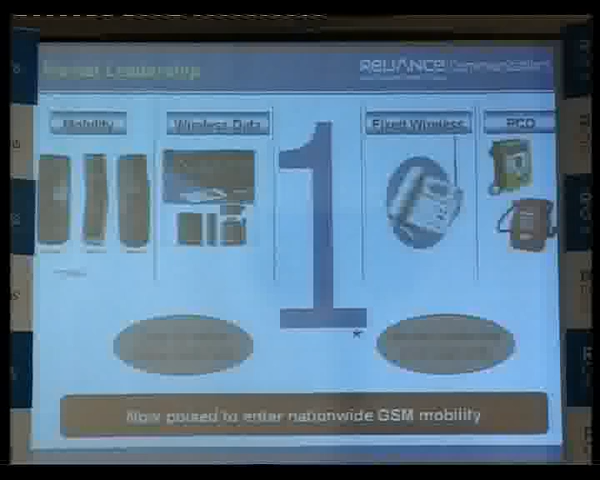 Market Leadership
RELIANCE Communications
Mobility
Wireless Data
Fixed Wireless
PCO
1
*
Now poised to enter nationwide GSM mobility